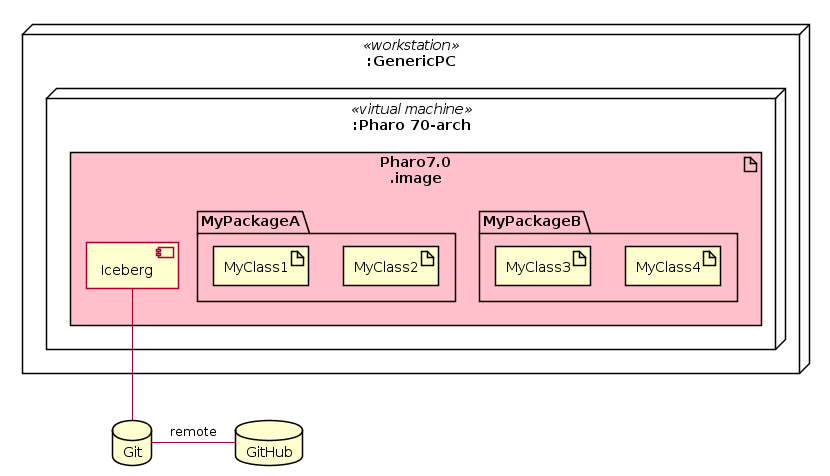 «workstation»
:GenericPC
«virtual machine»
:Pharo 70-arch
Pharo7.0
.image
MyPackageA
MyPackageB
Iceberg
MyClass1
MyClass2
MyClass3
MyClass4
remote
Git
GitHub